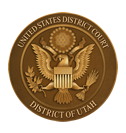 UNITED STATES DISTRICT COURT
DISTRICT OF UTAH